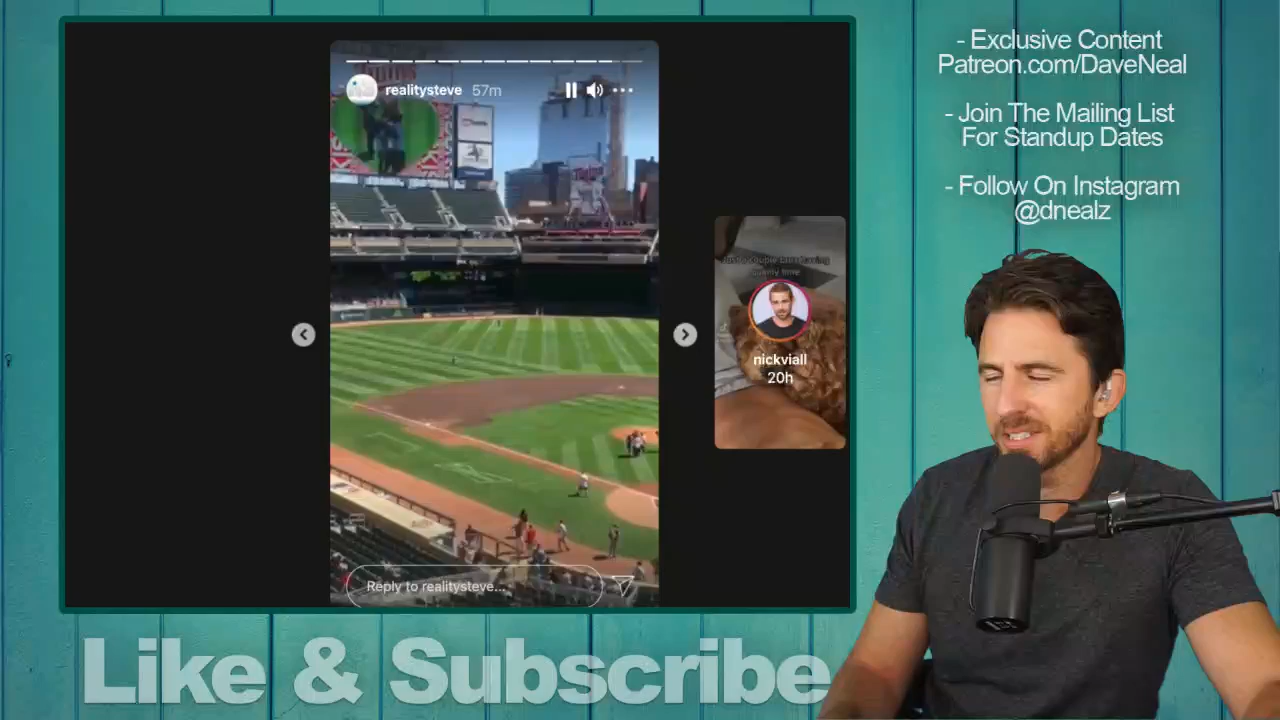 - Exclusive Content
Patreon.com/DaveNeal
- Join The Mailing List
For Standup Dates
- Follow On Instagram
@dnealz
realitysteve 57m
Twins
nickviall
20h
Reply to realitysteve...
Like & Subscribe